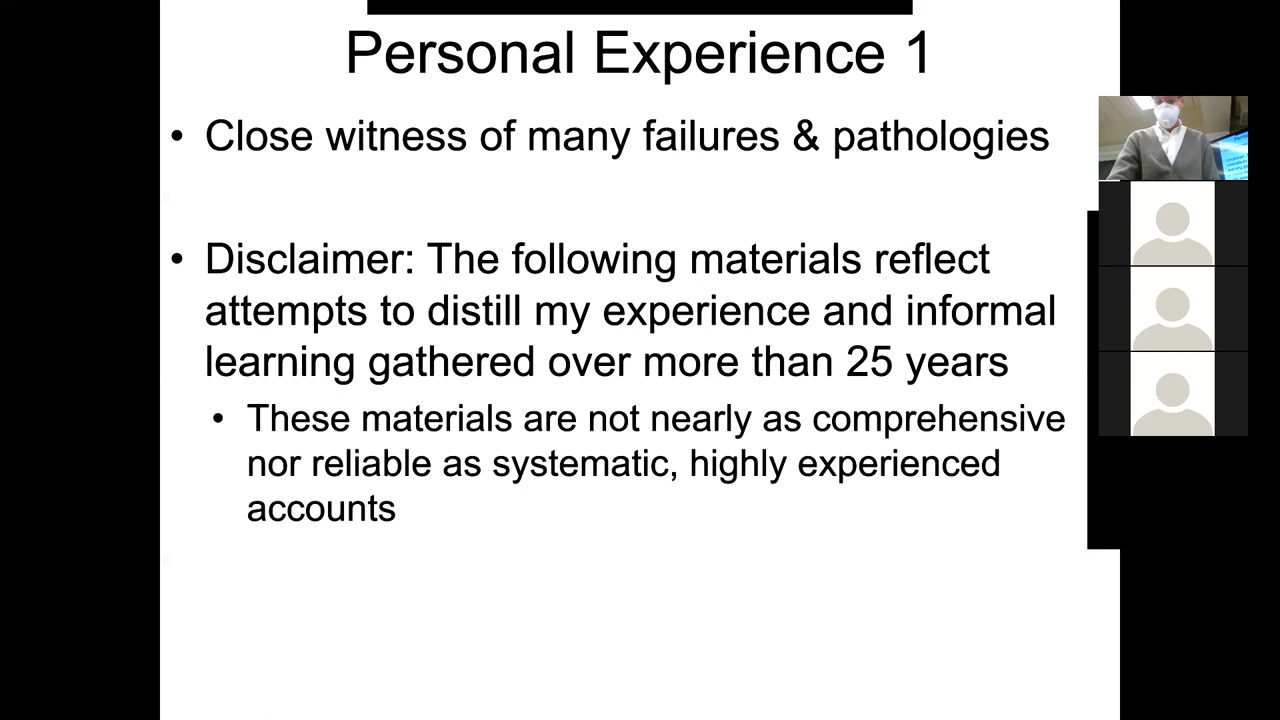 Personal Experience 1
• Close witness of many failures & pathologies
• Disclaimer: The following materials reflect
attempts to distill my experience and informal
learning gathered over more than 25 years
• These materials are not nearly as comprehensive
nor reliable as systematic, highly experienced
accounts